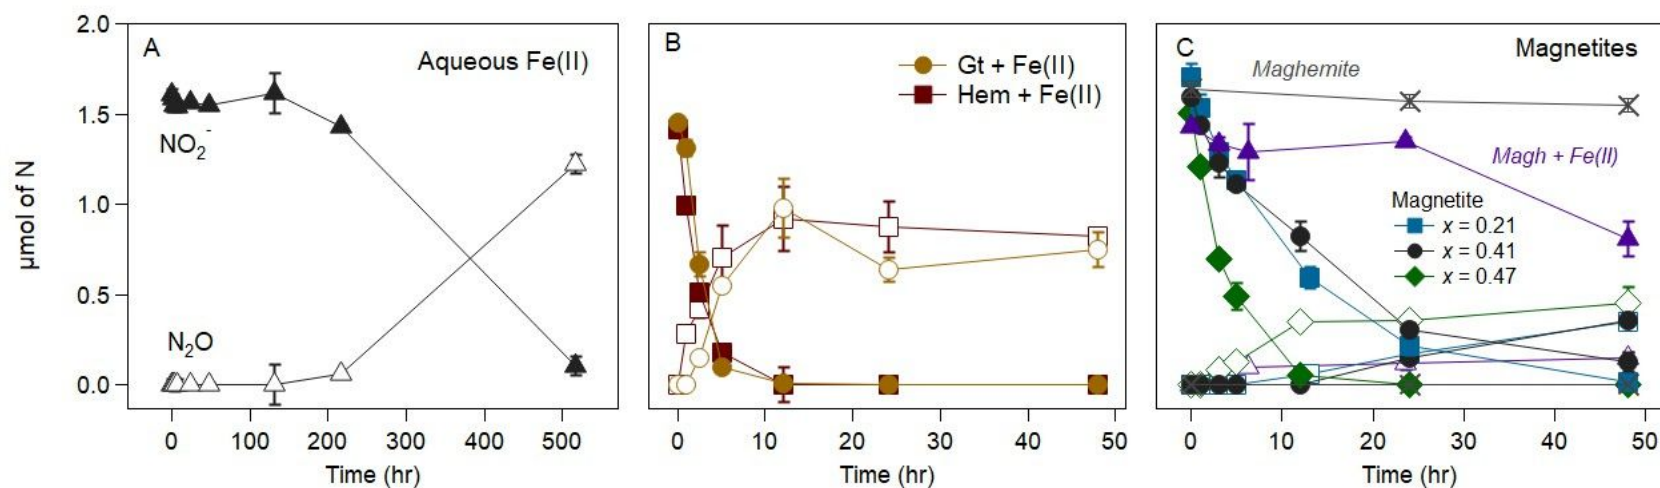 µmol of N
2.0
1.5
1.0
0.5
0.0
A
Aqueous Fe(II)
NO₂⁻
N₂O
0 100 200 300 400 500
Time (hr)
B
Gt + Fe(II)
Hem + Fe(II)
0 10 20 30 40 50
Time (hr)
C
Magnetites
Maghemite
Magh + Fe(II)
Magnetite
x = 0.21
x = 0.41
x = 0.47
0 10 20 30 40 50
Time (hr)